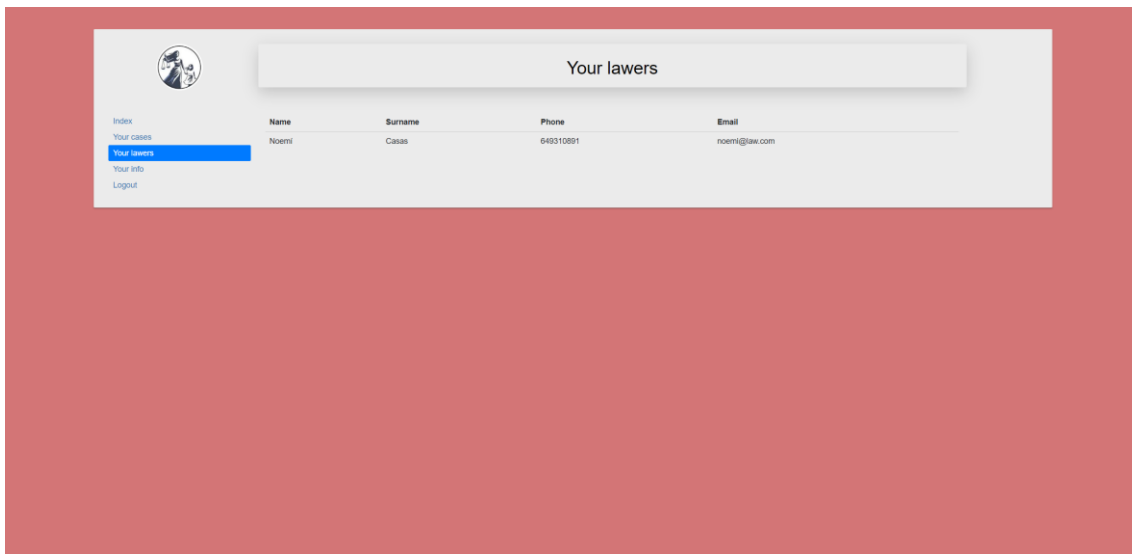 Your lawers
Index
Your cases
Your lawers
Your info
Logout
Name Surname Phone Email
Noemi Casas 649310891 noemi@law.com